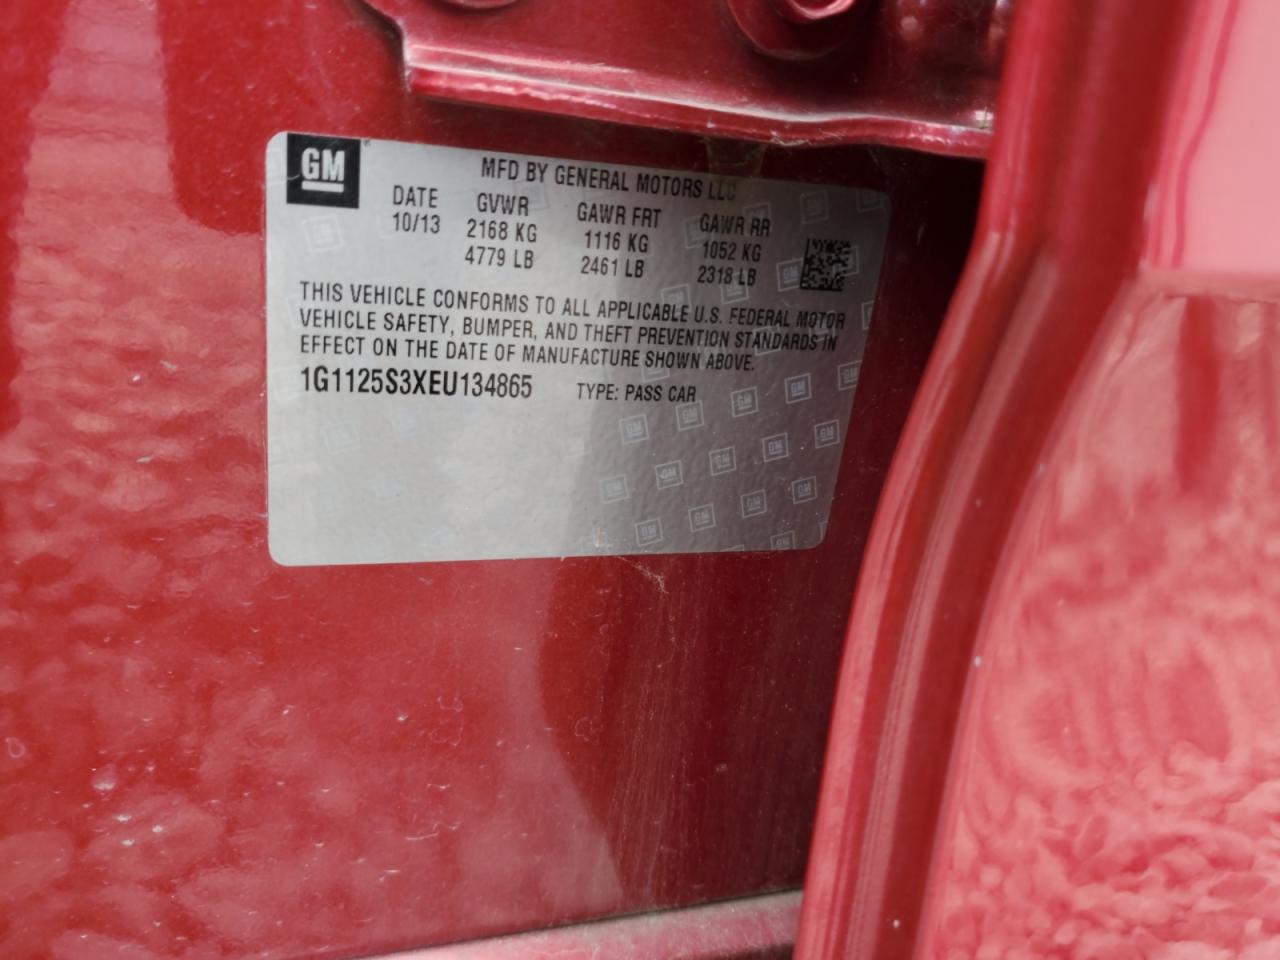 GM
MFD BY GENERAL MOTORS LLC
DATE GVWR GAWR FRT GAWR RR
10/13 2168 KG 1116 KG 1052 KG
4779 LB 2461 LB 2318 LB
THIS VEHICLE CONFORMS TO ALL APPLICABLE U.S. FEDERAL MOTOR
VEHICLE SAFETY, BUMPER, AND THEFT PREVENTION STANDARDS IN
EFFECT ON THE DATE OF MANUFACTURE SHOWN ABOVE.
1G1125S3XEU134865 TYPE: PASS CAR